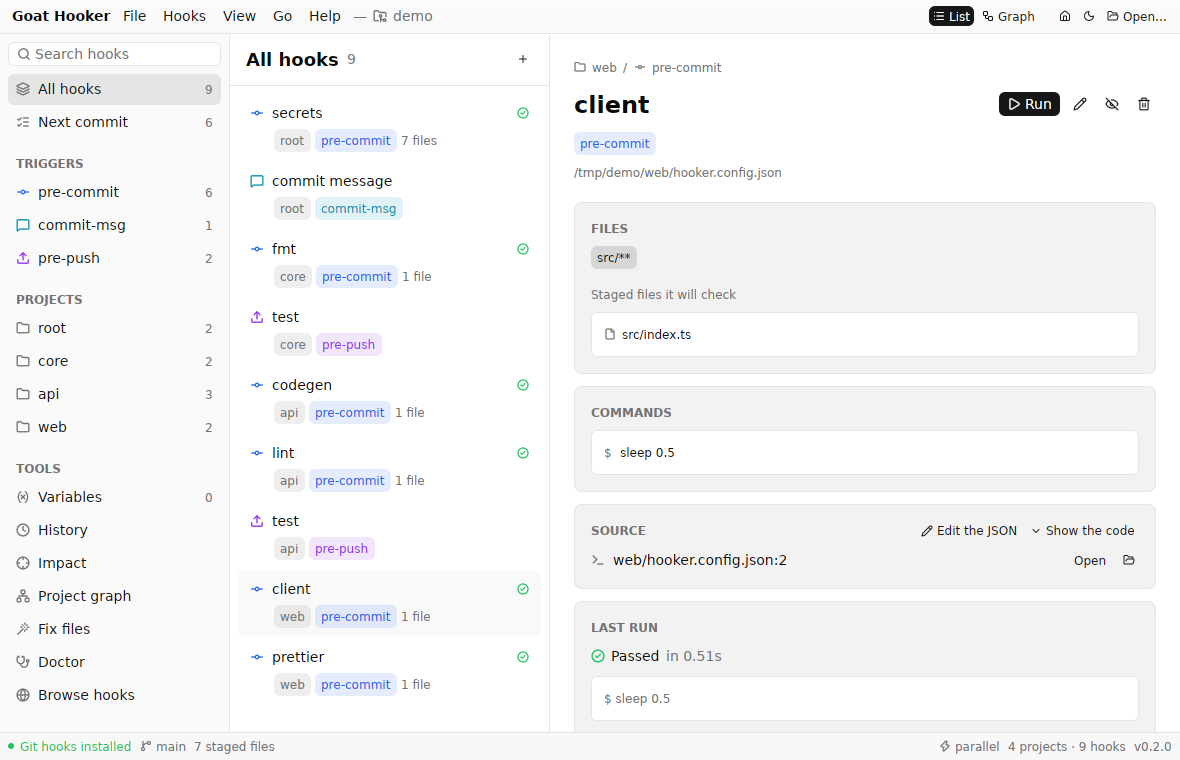 Goat Hooker File Hooks View Go Help — demo List Graph Open...
Search hooks
All hooks 9
Next commit 6
TRIGGERS
pre-commit 6
commit-msg 1
pre-push 2
PROJECTS
root 2
core 2
api 3
web 2
TOOLS
Variables 0
History
Impact
Project graph
Fix files
Doctor
Browse hooks
All hooks 9 +
secrets
root pre-commit 7 files
commit message
root commit-msg
fmt
core pre-commit 1 file
test
core pre-push
codegen
api pre-commit 1 file
lint
api pre-commit 1 file
test
api pre-push
client
web pre-commit 1 file
prettier
web pre-commit 1 file
web / pre-commit
client Run
pre-commit
/tmp/demo/web/hooker.config.json
FILES
src/**
Staged files it will check
src/index.ts
COMMANDS
$ sleep 0.5
SOURCE Edit the JSON Show the code
web/hooker.config.json:2 Open
LAST RUN
Passed in 0.51s
$ sleep 0.5
Git hooks installed main 7 staged files parallel 4 projects · 9 hooks v0.2.0